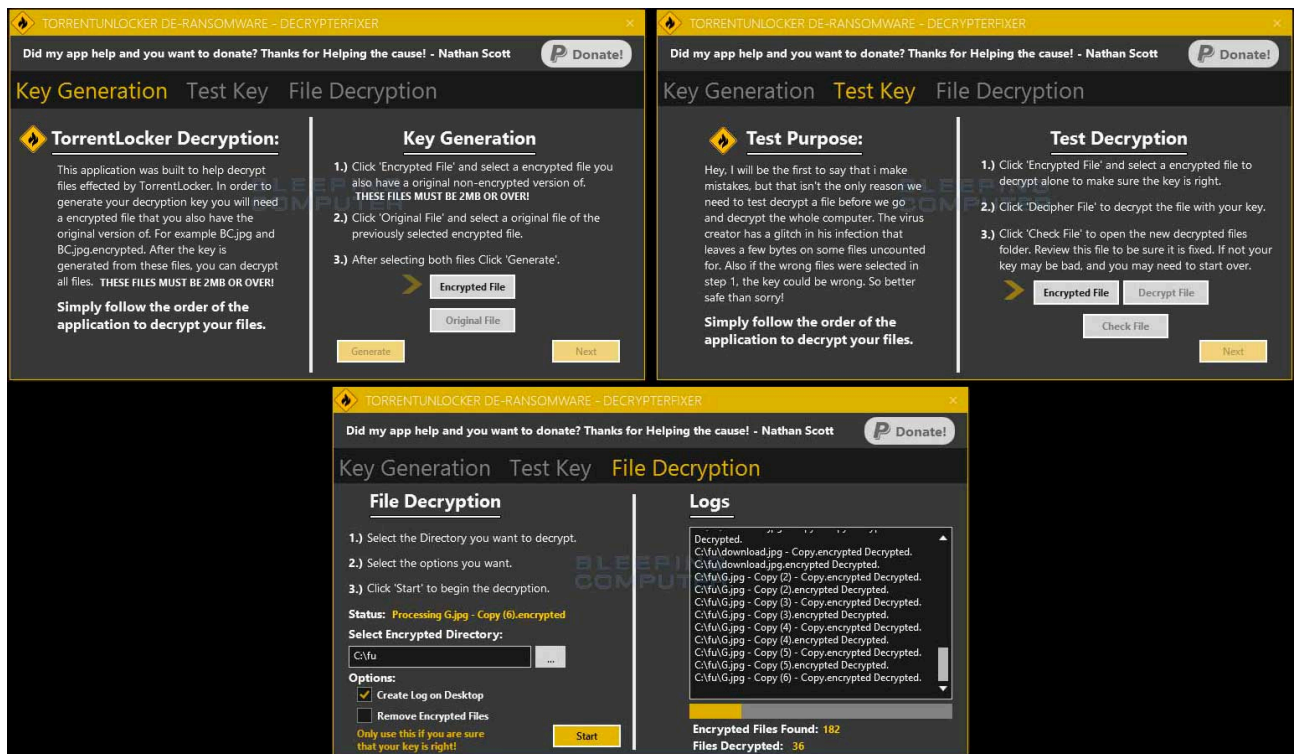 TORRENTUNLOCKER DE-RANSOMWARE - DECRYPTERFIXER ×
Did my app help and you want to donate? Thanks for Helping the cause! - Nathan Scott
Donate!
Key Generation Test Key File Decryption
TorrentLocker Decryption:
This application was built to help decrypt
files effected by TorrentLocker. In order to
generate your decryption key you will need
a encrypted file that you also have the
original version of. For example BC.jpg and
BC.jpg.encrypted. After the key is
generated from these files, you can decrypt
all files. THESE FILES MUST BE 2MB OR OVER!
Simply follow the order of the
application to decrypt your files.
Key Generation
1.) Click 'Encrypted File' and select a encrypted file you
also have a original non-encrypted version of.
THESE FILES MUST BE 2MB OR OVER!
2.) Click 'Original File' and select a original file of the
previously selected encrypted file.
3.) After selecting both files Click 'Generate'.
Encrypted File
Original File
Generate
Next
BLEEPING
COMPUTER
TORRENTUNLOCKER DE-RANSOMWARE - DECRYPTERFIXER ×
Did my app help and you want to donate? Thanks for Helping the cause! - Nathan Scott
Donate!
Key Generation Test Key File Decryption
Test Purpose:
Hey, I will be the first to say that i make
mistakes, but that isn't the only reason we
need to test decrypt a file before we go
and decrypt the whole computer. The virus
creator has a glitch in his infection that
leaves a few bytes on some files uncounted
for. Also if the wrong files were selected in
step 1, the key could be wrong. So better
safe than sorry!
Simply follow the order of the
application to decrypt your files.
Test Decryption
1.) Click 'Encrypted File' and select a encrypted file to
decrypt alone to make sure the key is right.
2.) Click 'Decipher File' to decrypt the file with your key.
3.) Click 'Check File' to open the new decrypted files
folder. Review this file to be sure it is fixed. If not your
key may be bad, and you may need to start over.
Encrypted File
Decrypt File
Check File
Next
BLEEPING
COMPUTER
TORRENTUNLOCKER DE-RANSOMWARE - DECRYPTERFIXER ×
Did my app help and you want to donate? Thanks for Helping the cause! - Nathan Scott
Donate!
Key Generation Test Key File Decryption
File Decryption
1.) Select the Directory you want to decrypt.
2.) Select the options you want.
3.) Click 'Start' to begin the decryption.
Status: Processing G.jpg - Copy (6).encrypted
Select Encrypted Directory:
C:\fu
...
Options:
Create Log on Desktop
Remove Encrypted Files
Only use this if you are sure
that your key is right!
Start
Logs
Decrypted.
C:\fu\download.jpg - Copy.encrypted Decrypted.
C:\fu\download.jpg.encrypted Decrypted.
C:\fu\G.jpg - Copy (2) - Copy.encrypted Decrypted.
C:\fu\G.jpg - Copy (2).encrypted Decrypted.
C:\fu\G.jpg - Copy (3) - Copy.encrypted Decrypted.
C:\fu\G.jpg - Copy (3).encrypted Decrypted.
C:\fu\G.jpg - Copy (4) - Copy.encrypted Decrypted.
C:\fu\G.jpg - Copy (4).encrypted Decrypted.
C:\fu\G.jpg - Copy (5) - Copy.encrypted Decrypted.
C:\fu\G.jpg - Copy (5).encrypted Decrypted.
C:\fu\G.jpg - Copy (6) - Copy.encrypted Decrypted.
Encrypted Files Found: 182
Files Decrypted: 36
BLEEPING
COMPUTER